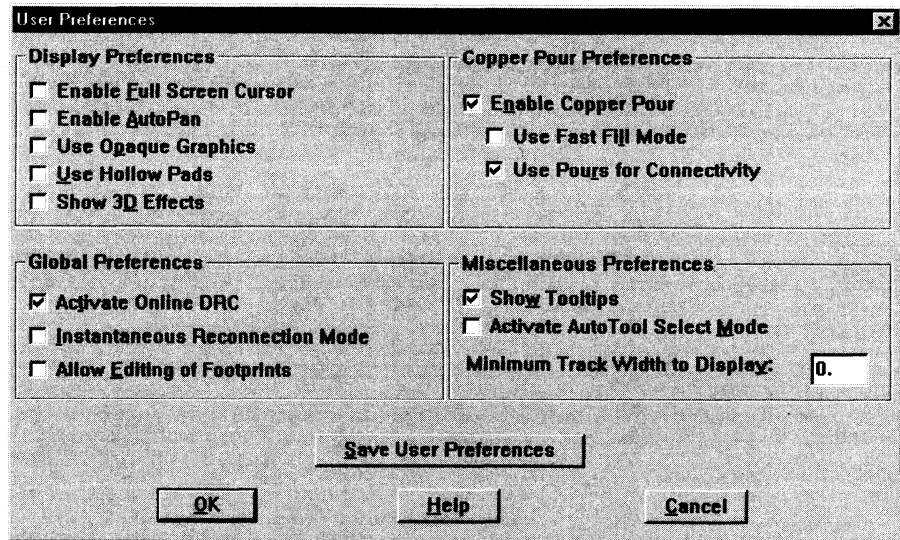 User Preferences
Display Preferences
Enable Full Screen Cursor
Enable AutoPan
Use Opaque Graphics
Use Hollow Pads
Show 3D Effects
Copper Pour Preferences
Enable Copper Pour
Use Fast Fill Mode
Use Pours for Connectivity
Global Preferences
Activate Online DRC
Instantaneous Reconnection Mode
Allow Editing of Footprints
Miscellaneous Preferences
Show Tooltips
Activate AutoTool Select Mode
Minimum Track Width to Display: 0.
Save User Preferences
OK Help Cancel